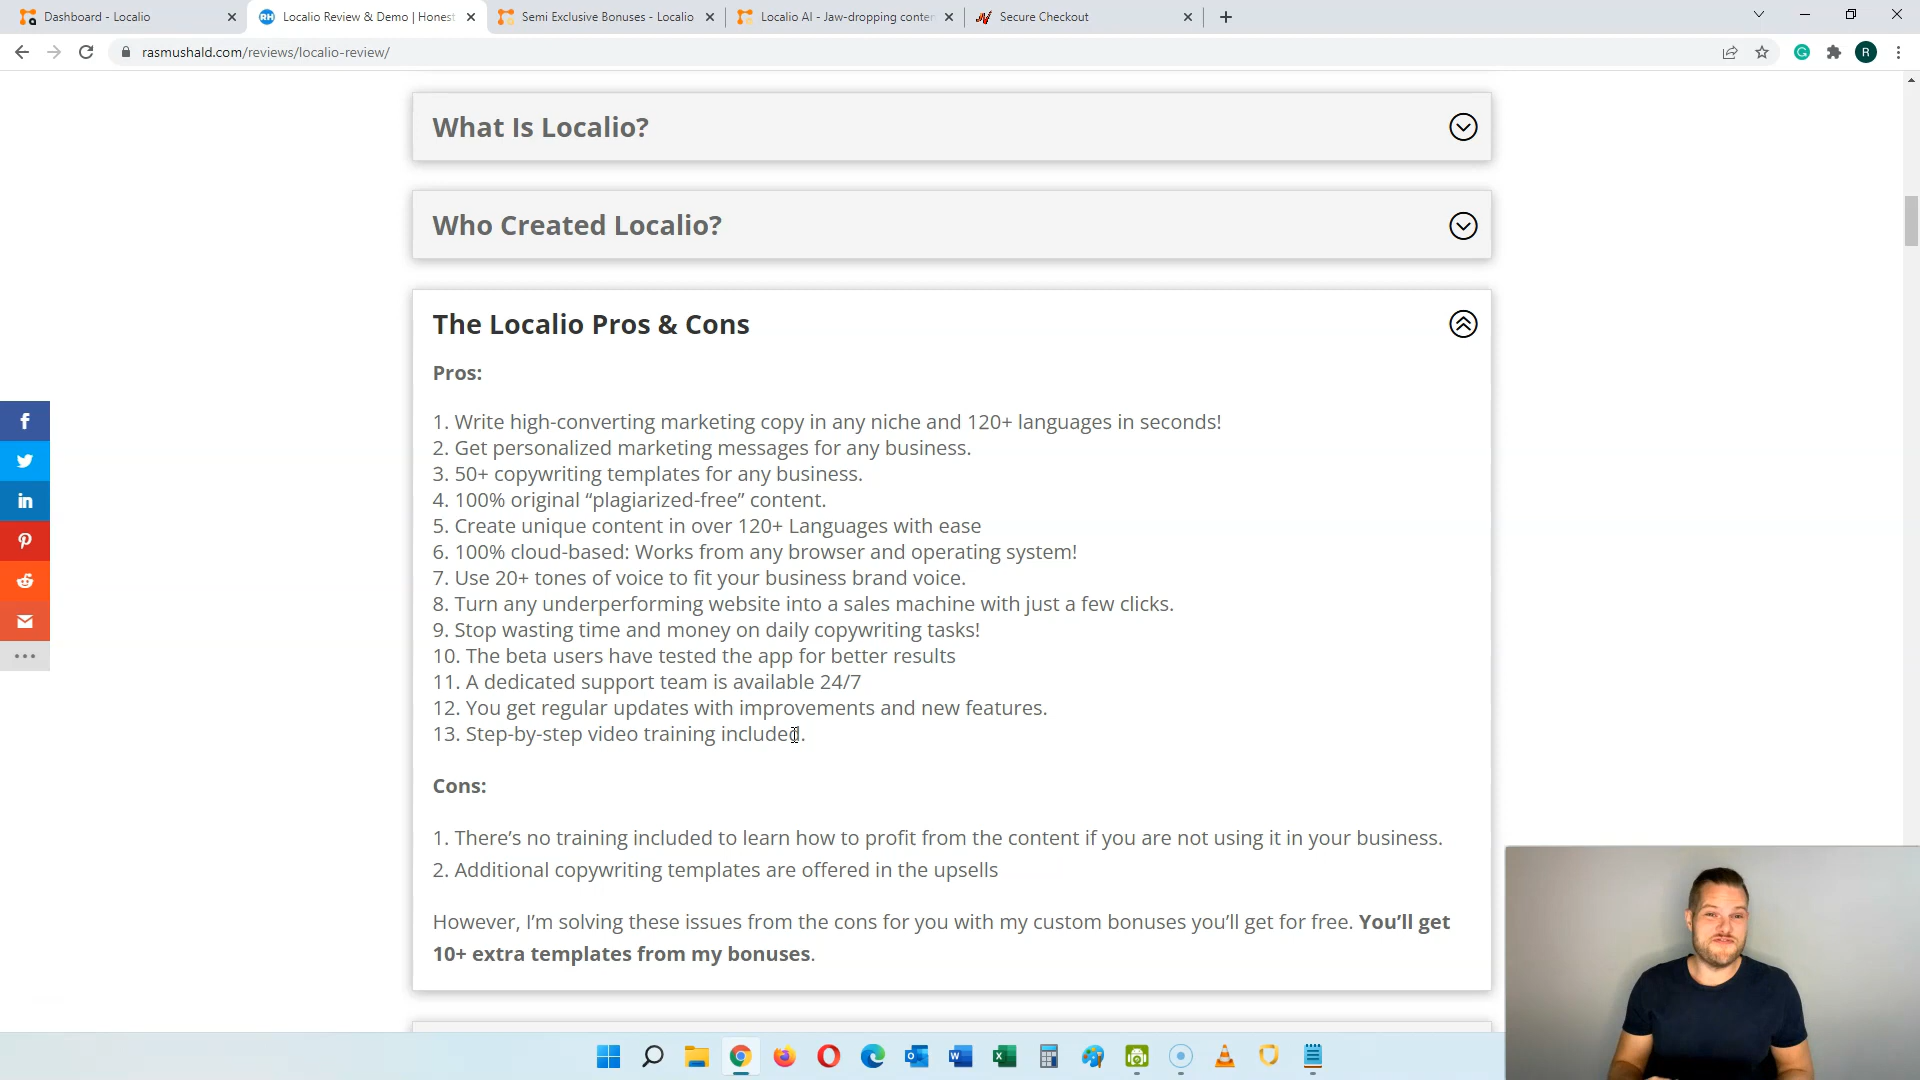 Dashboard - Localio
Localio Review & Demo | Honest
Semi Exclusive Bonuses - Localio
Localio AI - Jaw-dropping conten
Secure Checkout
rasmushald.com/reviews/localio-review/
R
What Is Localio?
Who Created Localio?
The Localio Pros & Cons
Pros:
1. Write high-converting marketing copy in any niche and 120+ languages in seconds!
2. Get personalized marketing messages for any business.
3. 50+ copywriting templates for any business.
4. 100% original “plagiarized-free” content.
5. Create unique content in over 120+ Languages with ease
6. 100% cloud-based: Works from any browser and operating system!
7. Use 20+ tones of voice to fit your business brand voice.
8. Turn any underperforming website into a sales machine with just a few clicks.
9. Stop wasting time and money on daily copywriting tasks!
10. The beta users have tested the app for better results
11. A dedicated support team is available 24/7
12. You get regular updates with improvements and new features.
13. Step-by-step video training included.
Cons:
1. There’s no training included to learn how to profit from the content if you are not using it in your business.
2. Additional copywriting templates are offered in the upsells
However, I’m solving these issues from the cons for you with my custom bonuses you’ll get for free. You’ll get
10+ extra templates from my bonuses.